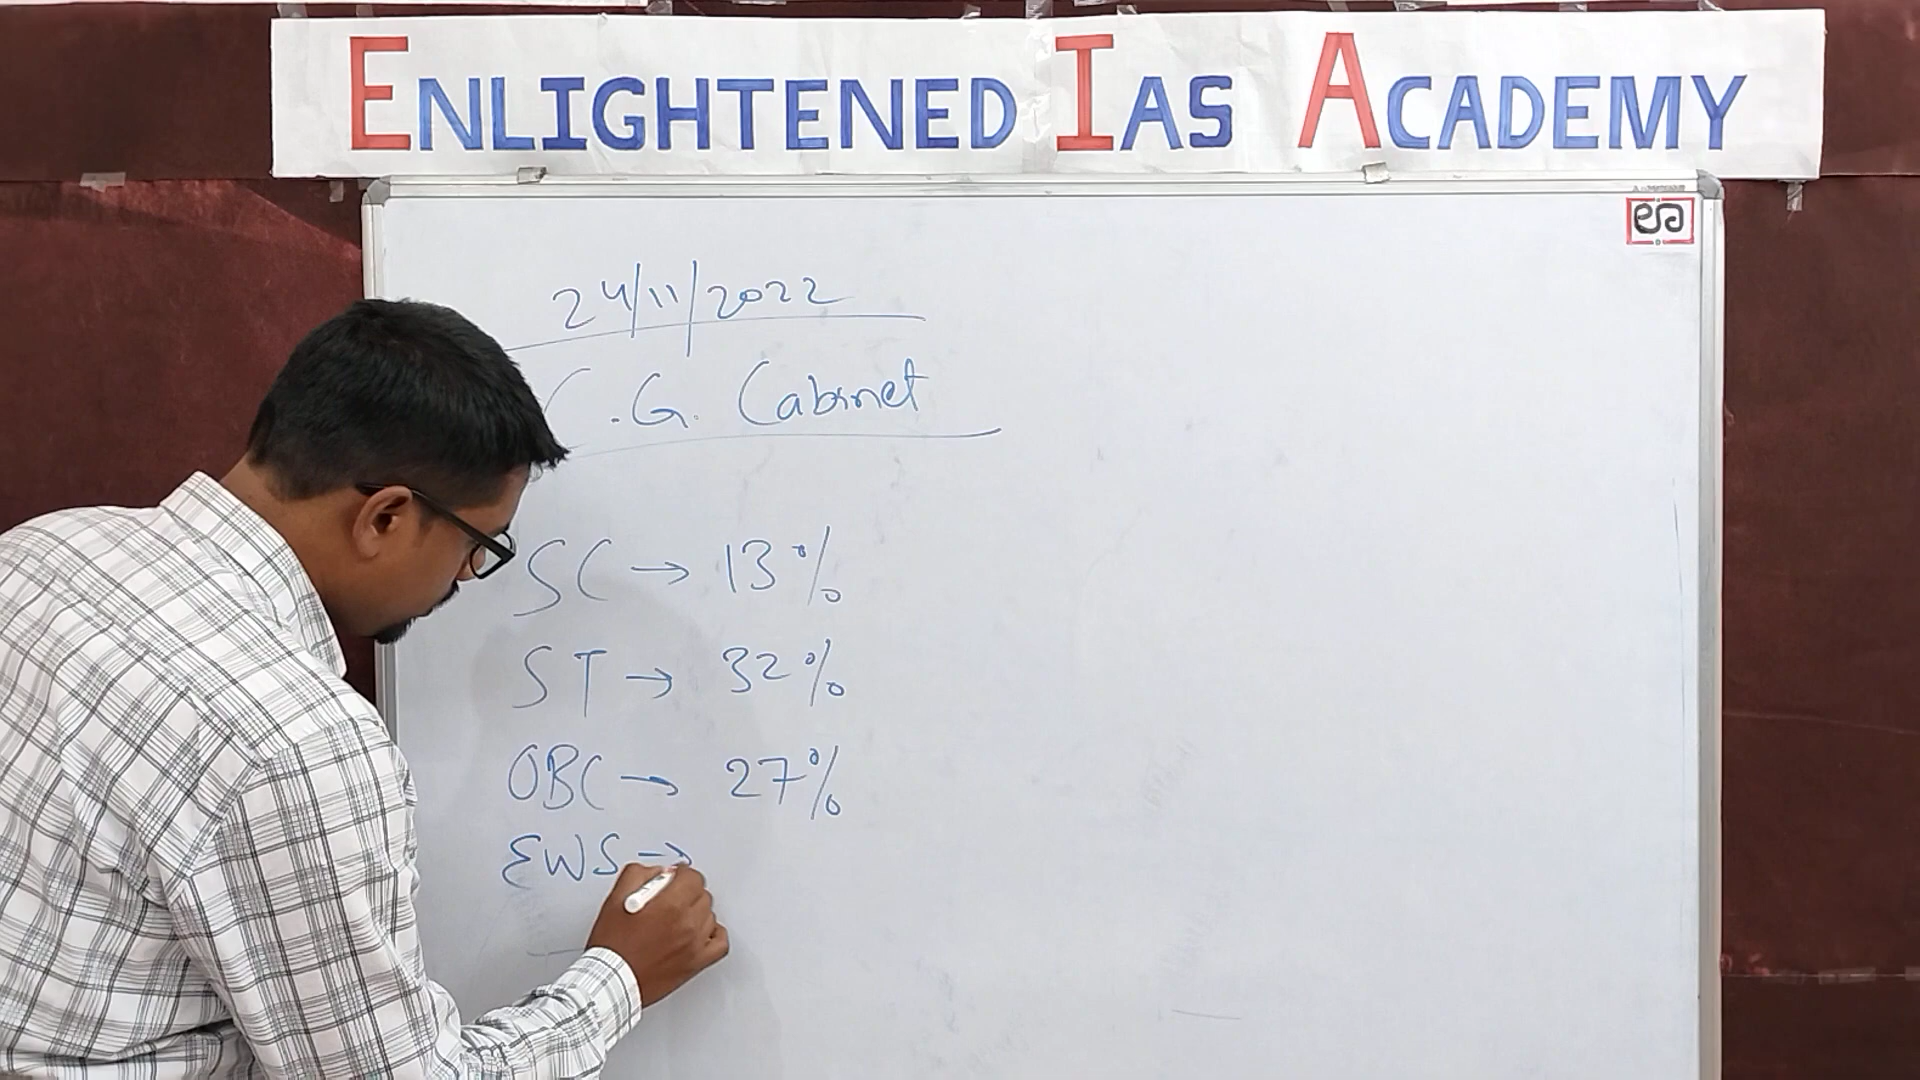 ENLIGHTENED IAS ACADEMY
24/11/2022
C.G. Cabinet
SC → 13%
ST → 32%
OBC → 27%
EWS →